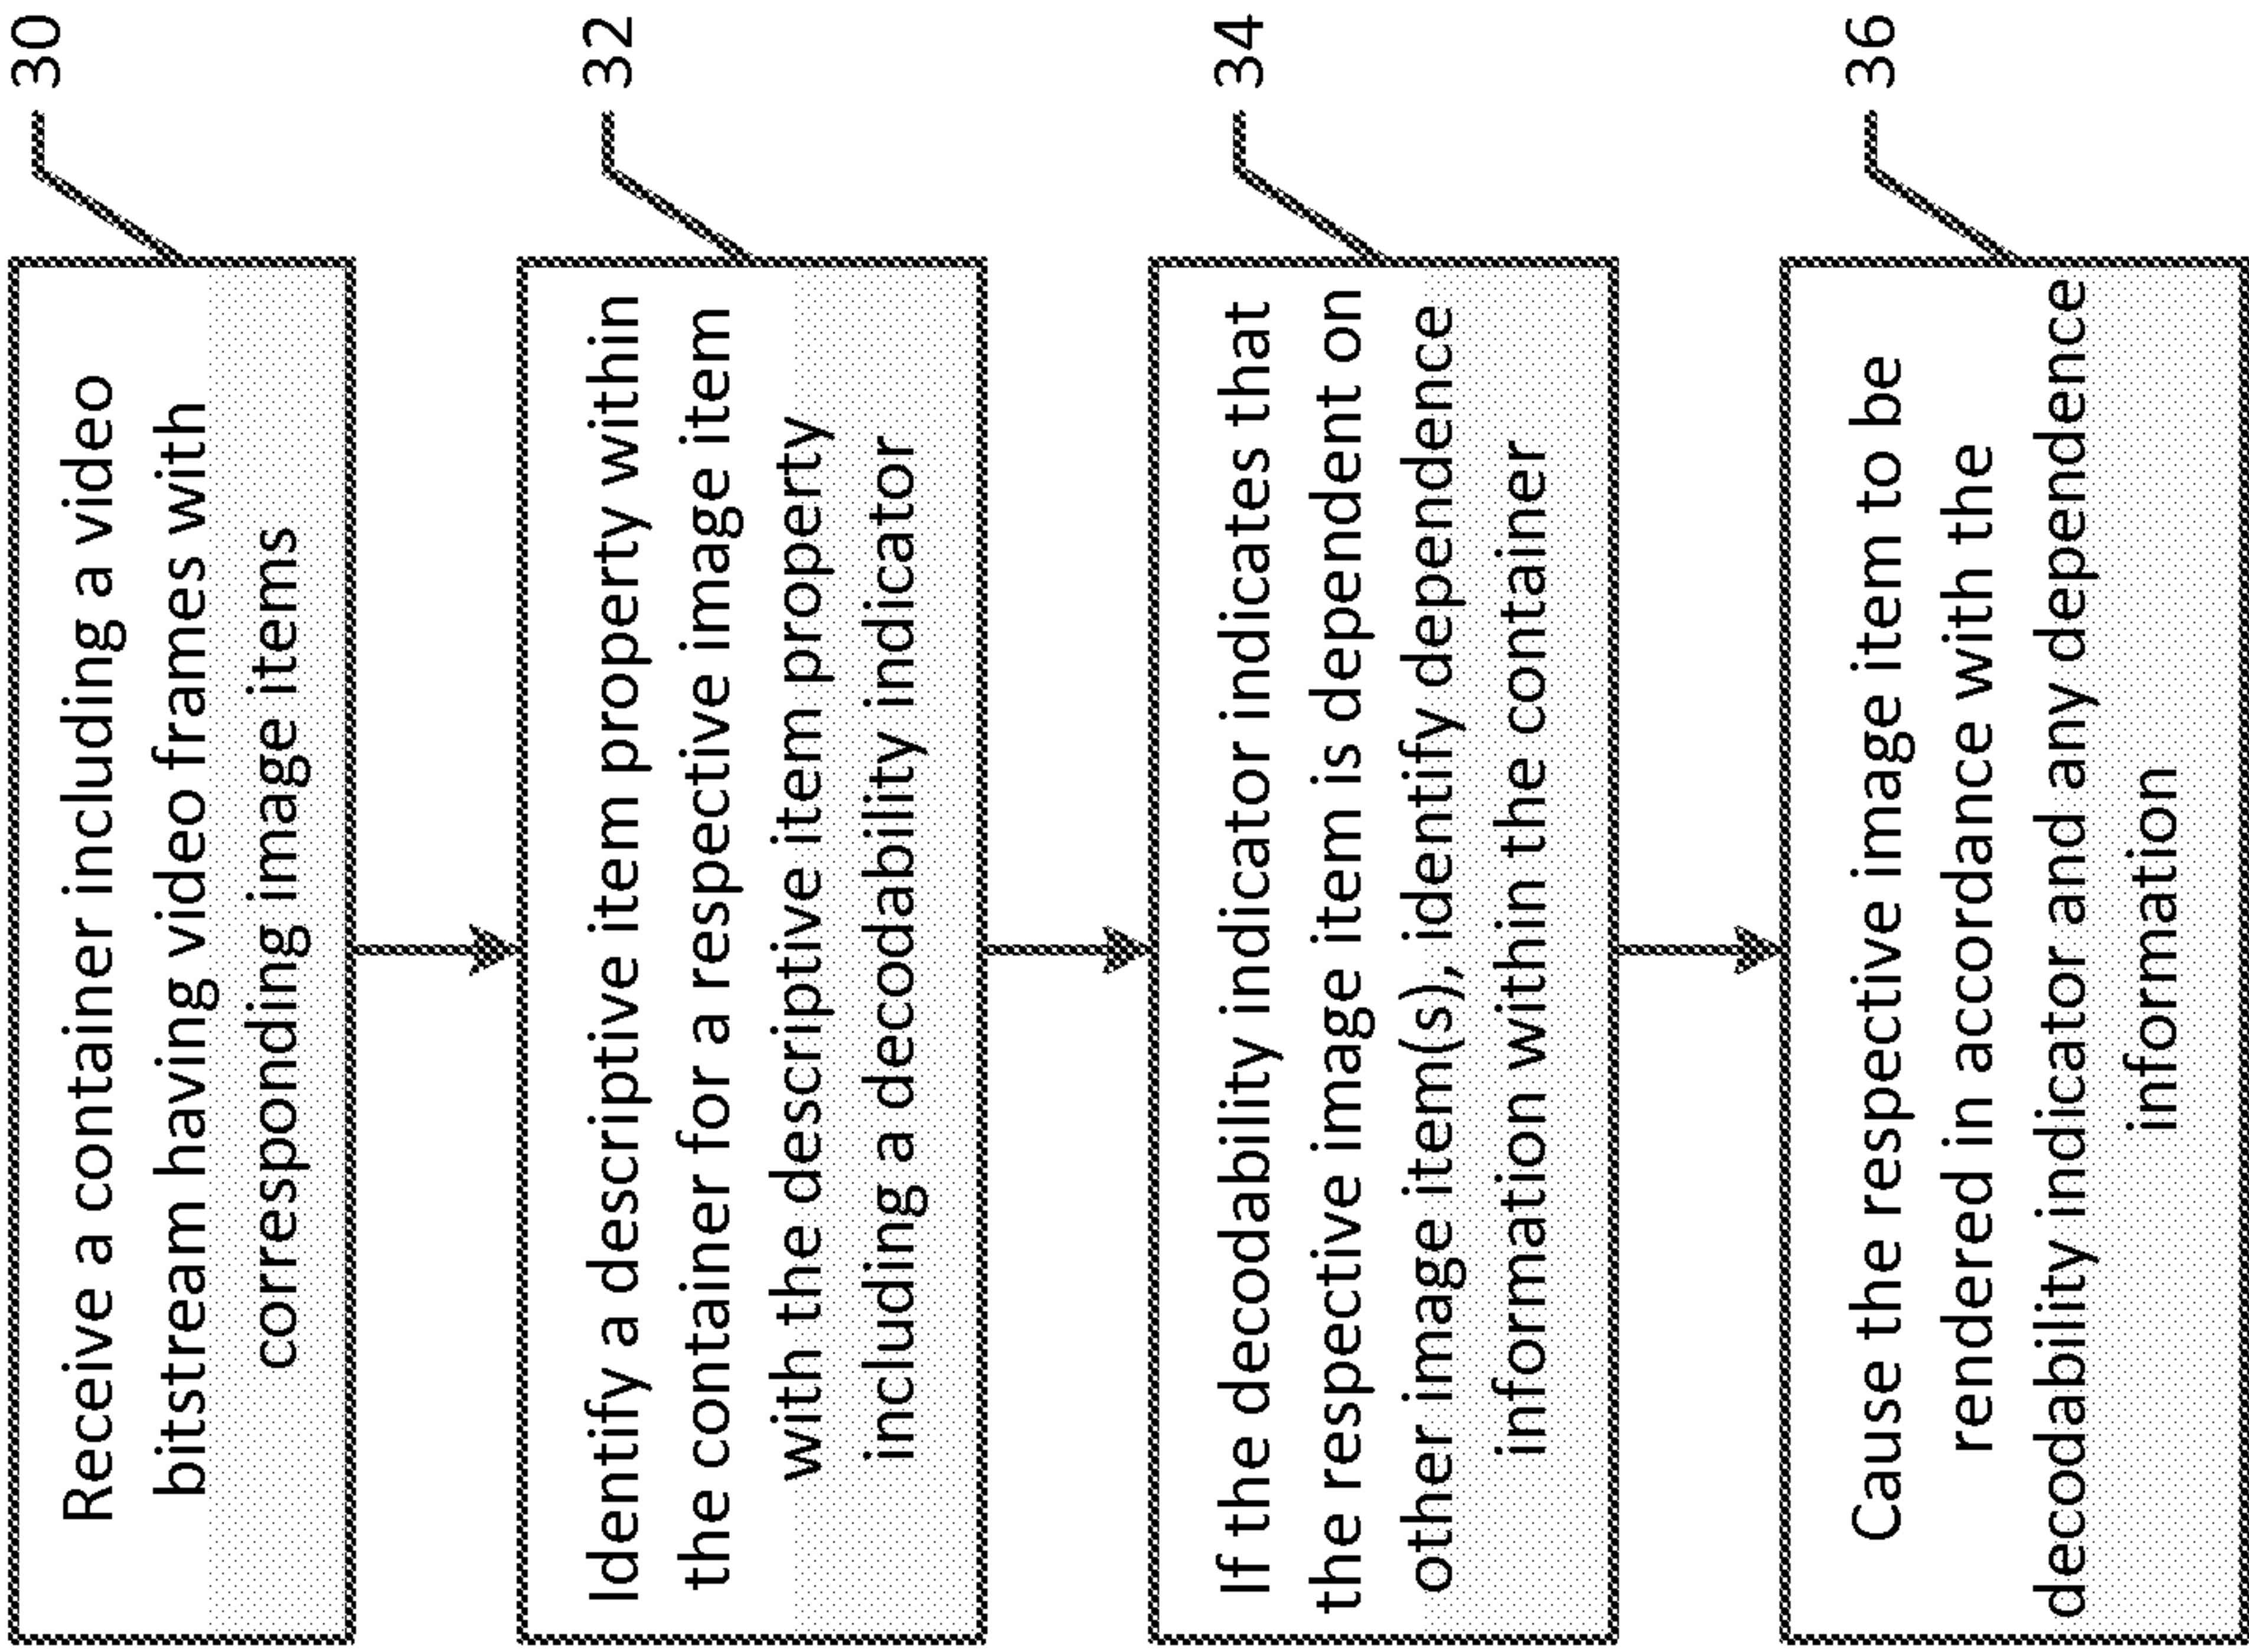 Receive a container including a video
bitstream having video frames with
corresponding image items
30
Identify a descriptive item property within
the container for a respective image item
with the descriptive item property
including a decodability indicator
32
If the decodability indicator indicates that
the respective image item is dependent on
other image item(s), identify dependence
information within the container
34
Cause the respective image item to be
rendered in accordance with the
decodability indicator and any dependence
information
36